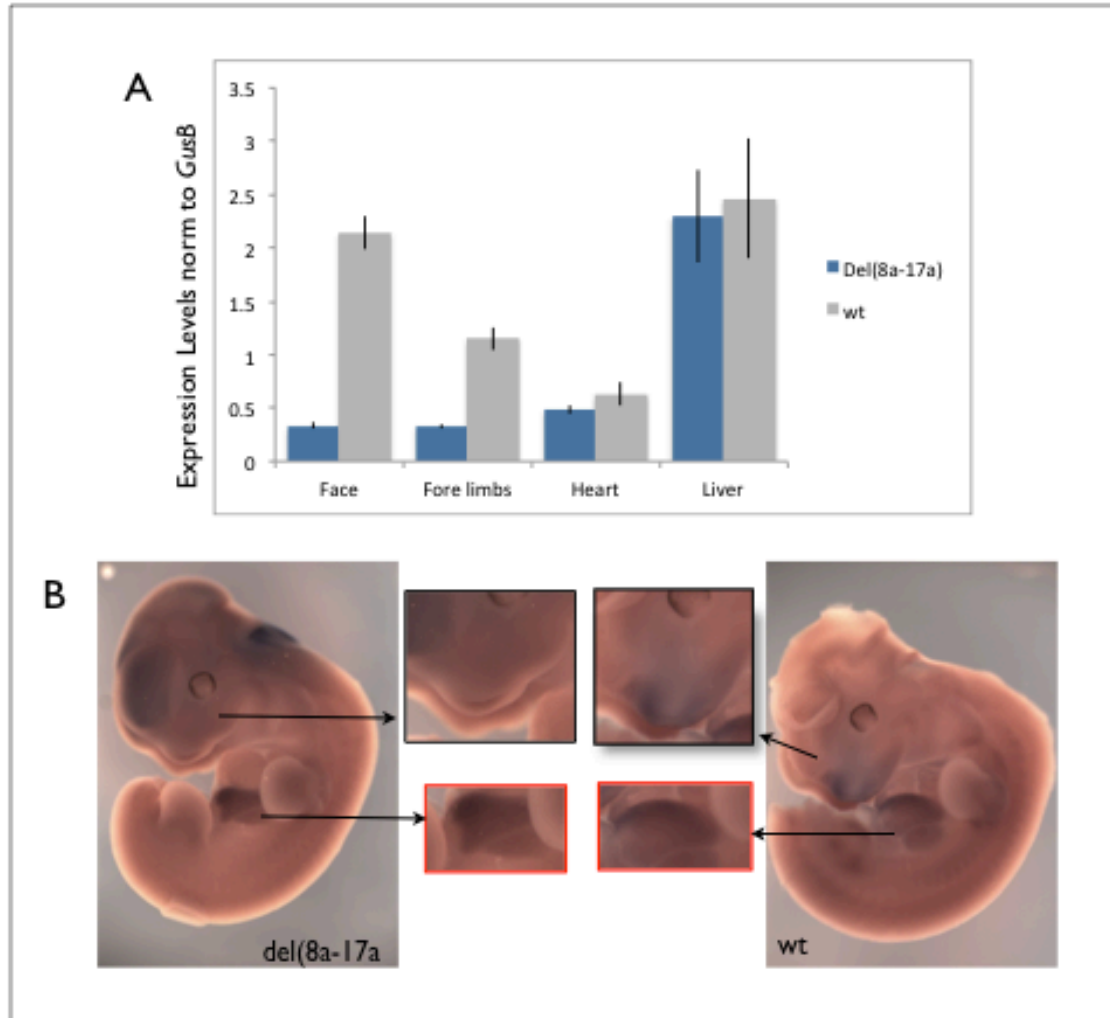 A
Expression Levels norm to GusB
3.5
3
2.5
2
1.5
1
0.5
0
Face Fore limbs Heart Liver
Del(8a-17a)
wt
B
del(8a-17a
wt